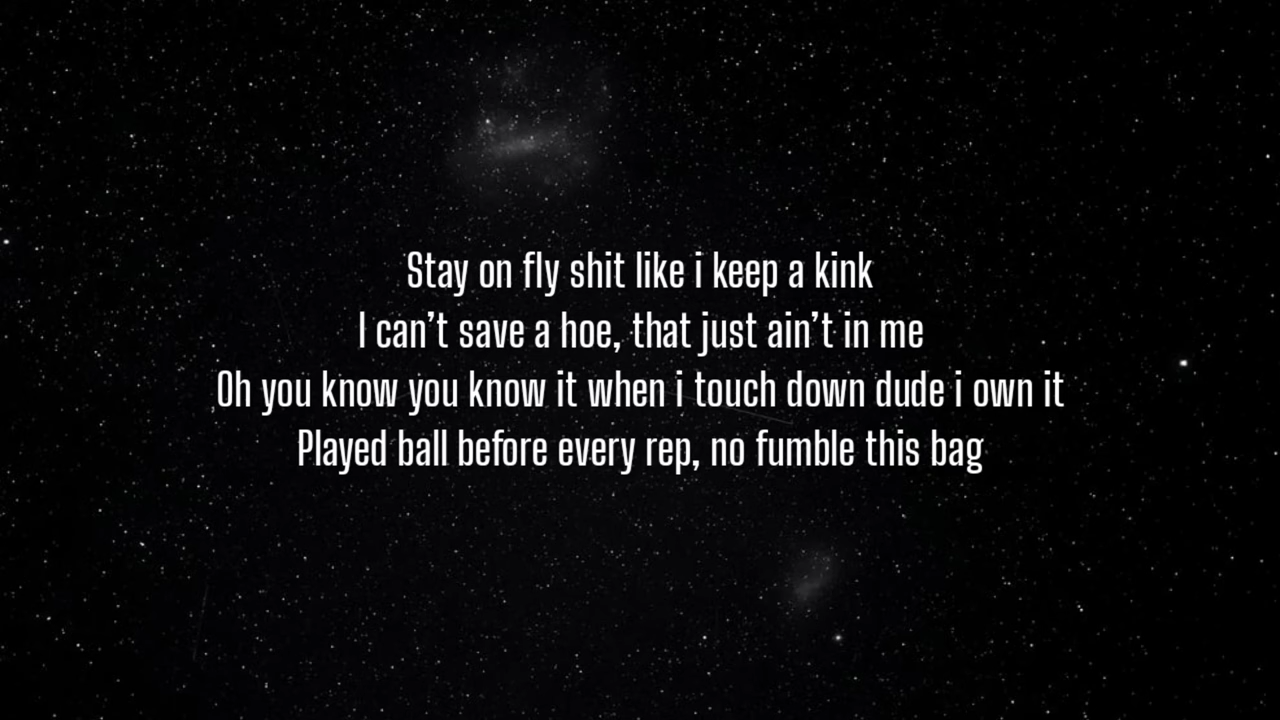 Stay on fly shit like i keep a kink
I can’t save a hoe, that just ain’t in me
Oh you know you know it when i touch down dude i own it
Played ball before every rep, no fumble this bag